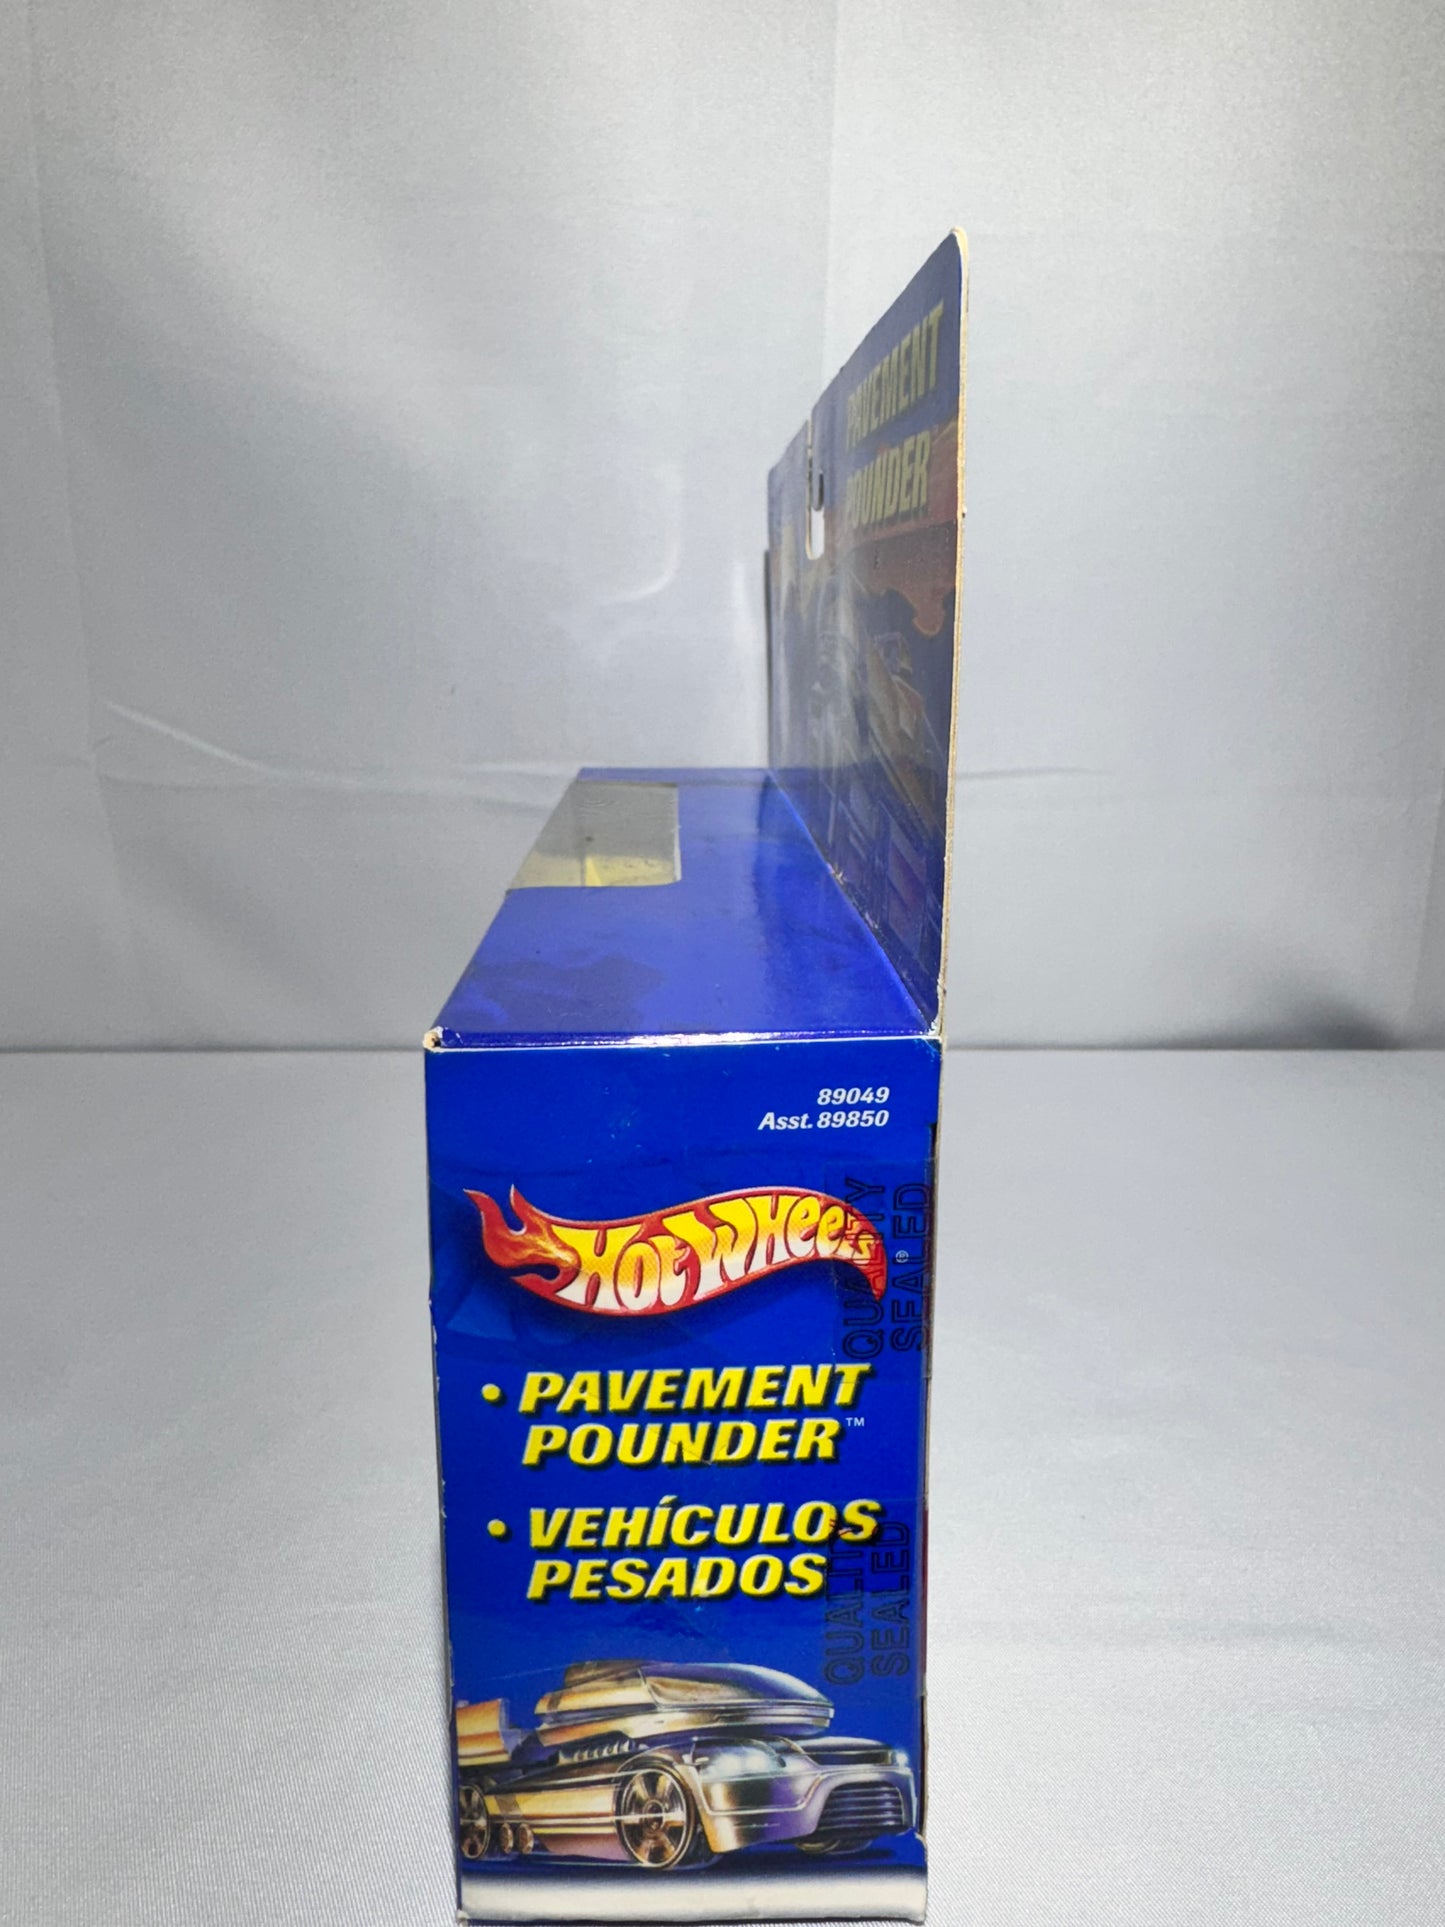 PAVEMENT
POUNDER
89049
Asst. 89850
HOT WHEELS
®
• PAVEMENT
POUNDER™
• VEHÍCULOS
PESADOS
QUALITY
SEALED
QUALITY
SEALED